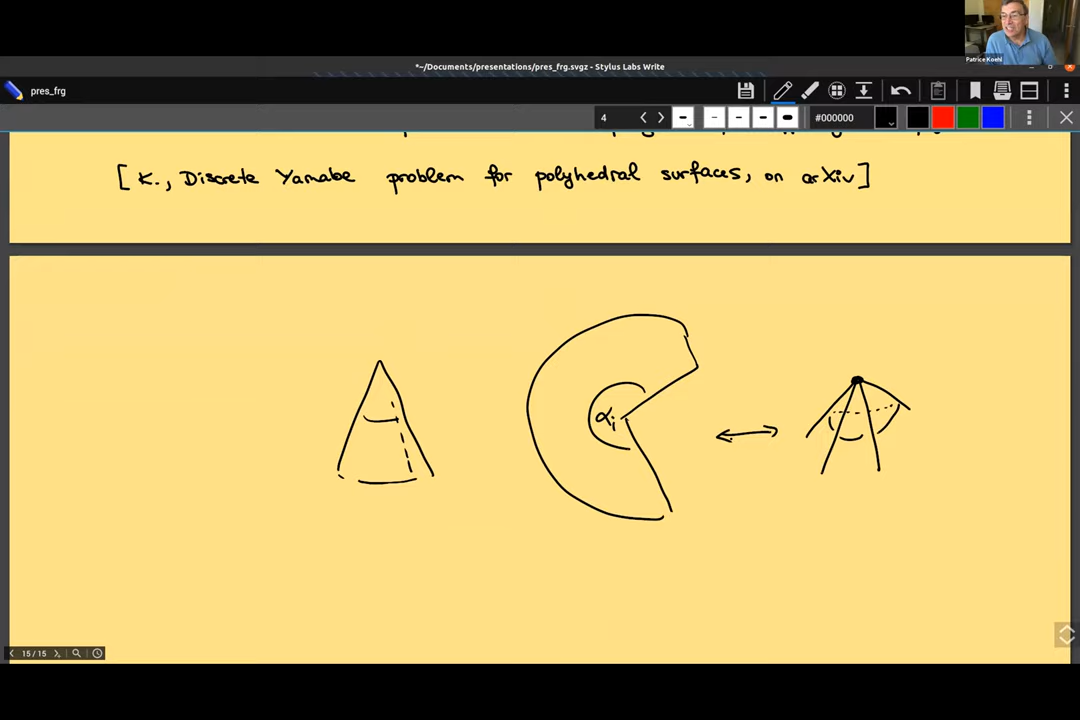 Patrice Koehl
*~/Documents/presentations/pres_frg.svgz - Stylus Labs Write
pres_frg
4
#000000
[ K., Discrete Yamabe problem for polyhedral surfaces, on arXiv]
αi
15 / 15